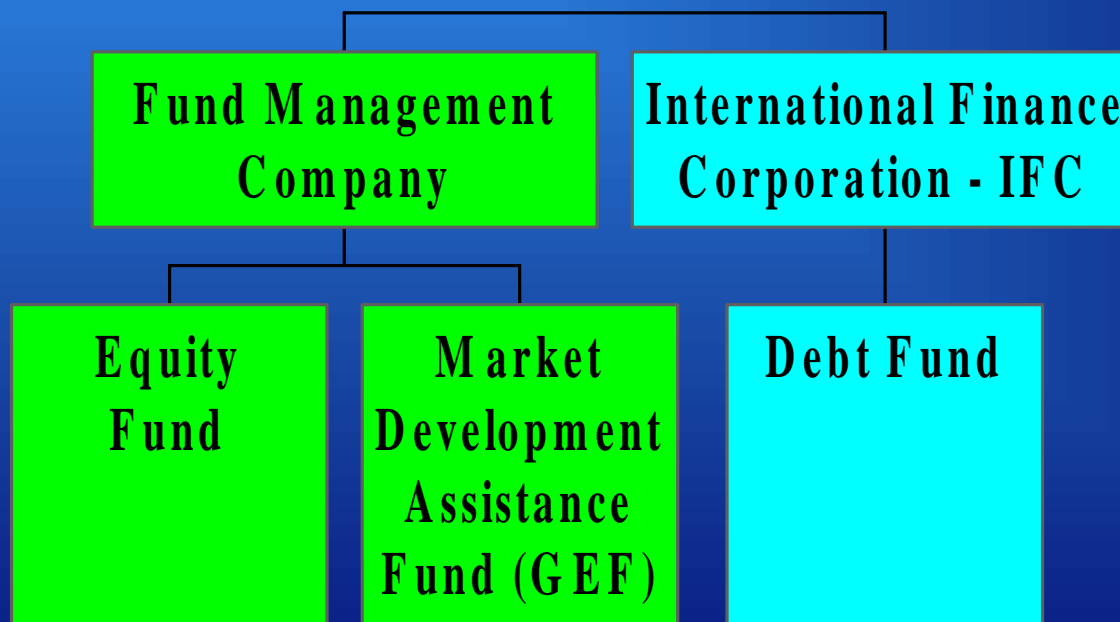 Fund Management
Company
International Finance
Corporation - IFC
Equity
Fund
Market
Development
Assistance
Fund (GEF)
Debt Fund